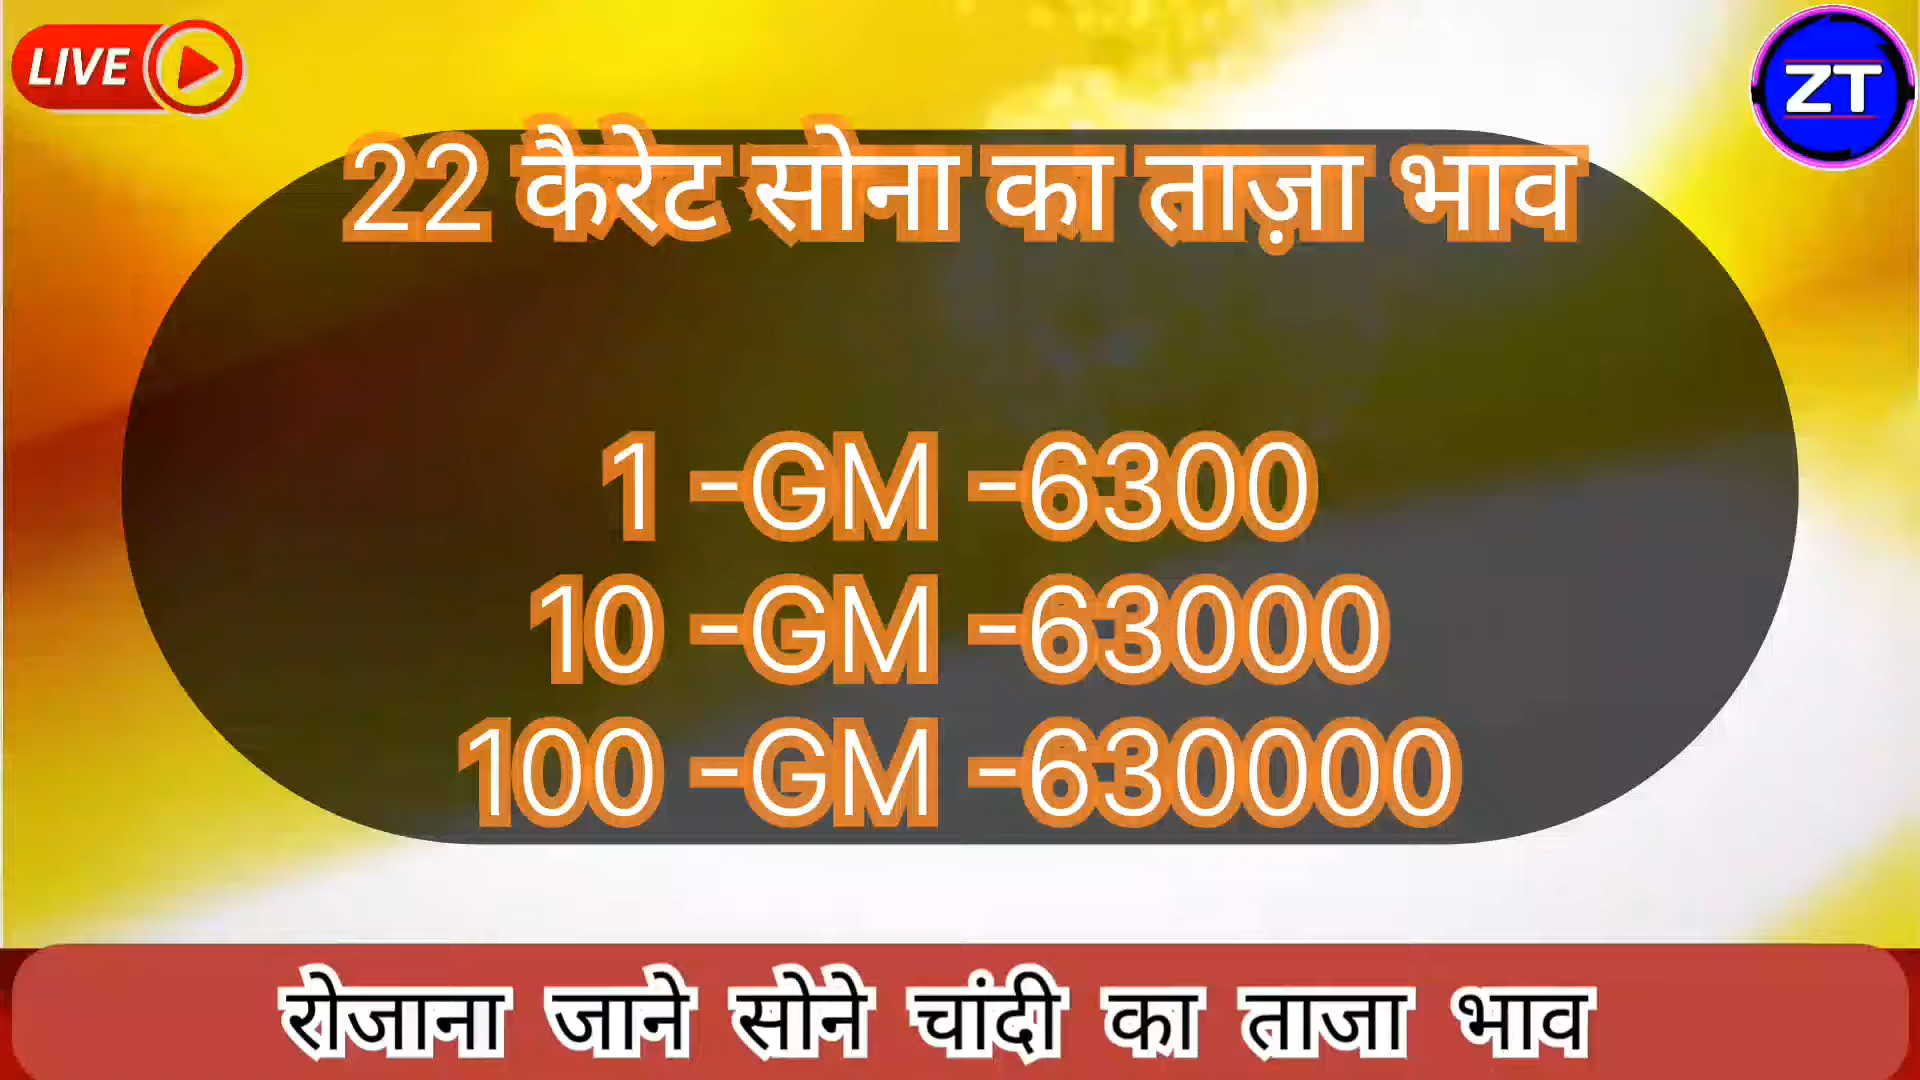 LIVE
ZT
22 कैरेट सोना का ताज़ा भाव
1 -GM -6300
10 -GM -63000
100 -GM -630000
रोजाना जाने सोने चांदी का ताजा भाव